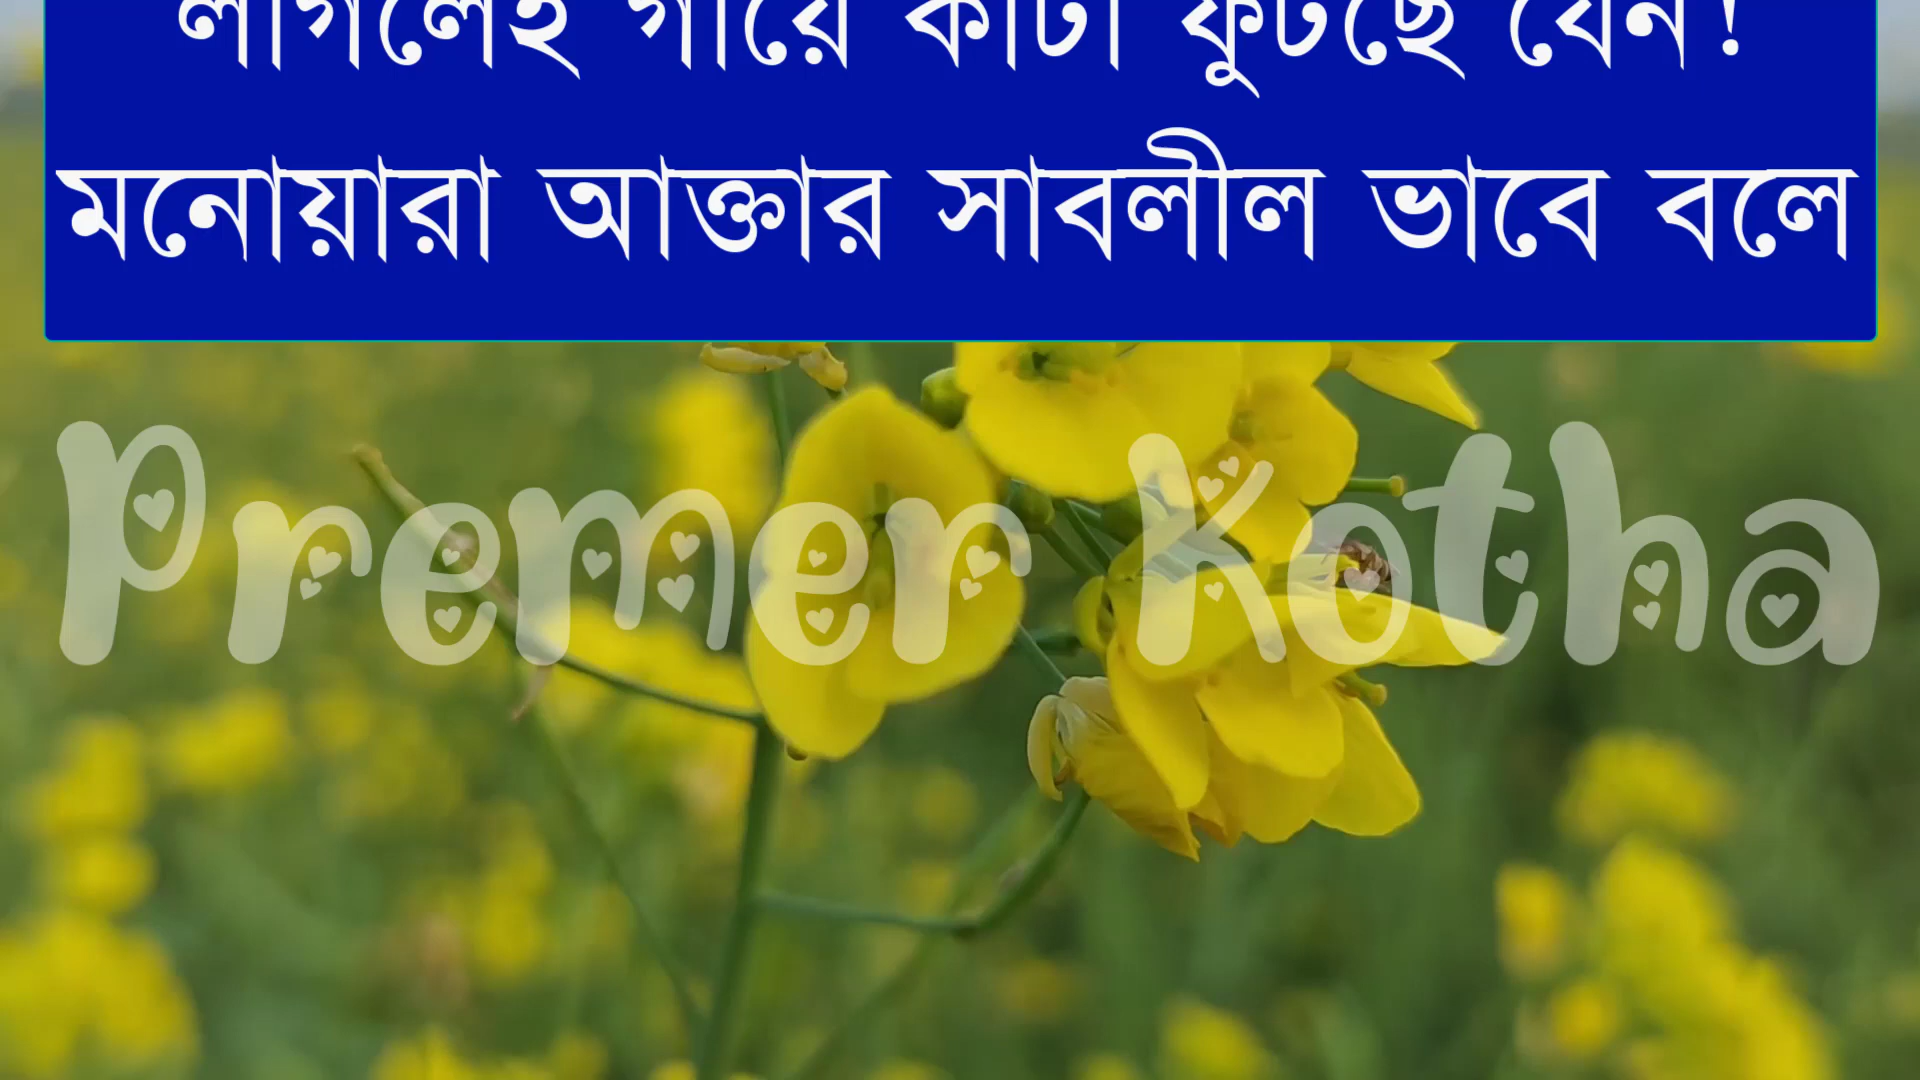 লাগলেই গায়ে কাটা ফুটছে যেন!
মনোয়ারা আক্তার সাবলীল ভাবে বলে
Premer Kotha